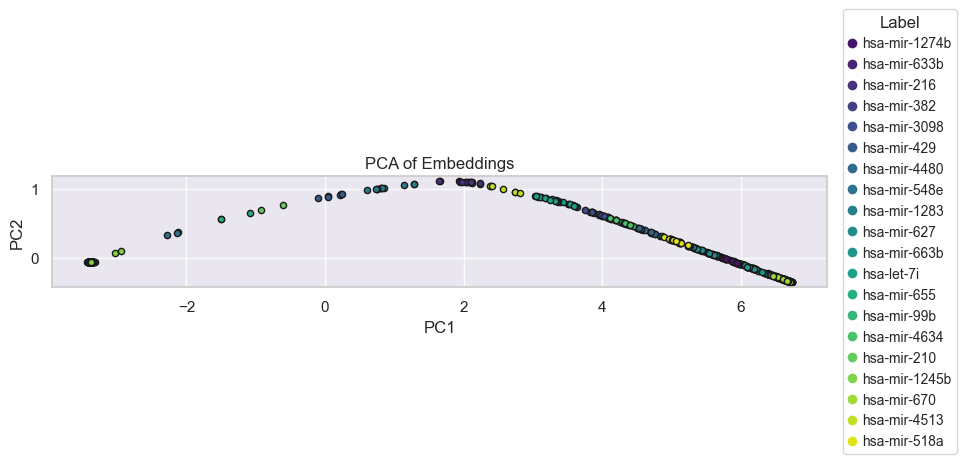 PCA of Embeddings
PC2
1
0
−2
0
2
4
6
PC1
Label
hsa-mir-1274b
hsa-mir-633b
hsa-mir-216
hsa-mir-382
hsa-mir-3098
hsa-mir-429
hsa-mir-4480
hsa-mir-548e
hsa-mir-1283
hsa-mir-627
hsa-mir-663b
hsa-let-7i
hsa-mir-655
hsa-mir-99b
hsa-mir-4634
hsa-mir-210
hsa-mir-1245b
hsa-mir-670
hsa-mir-4513
hsa-mir-518a